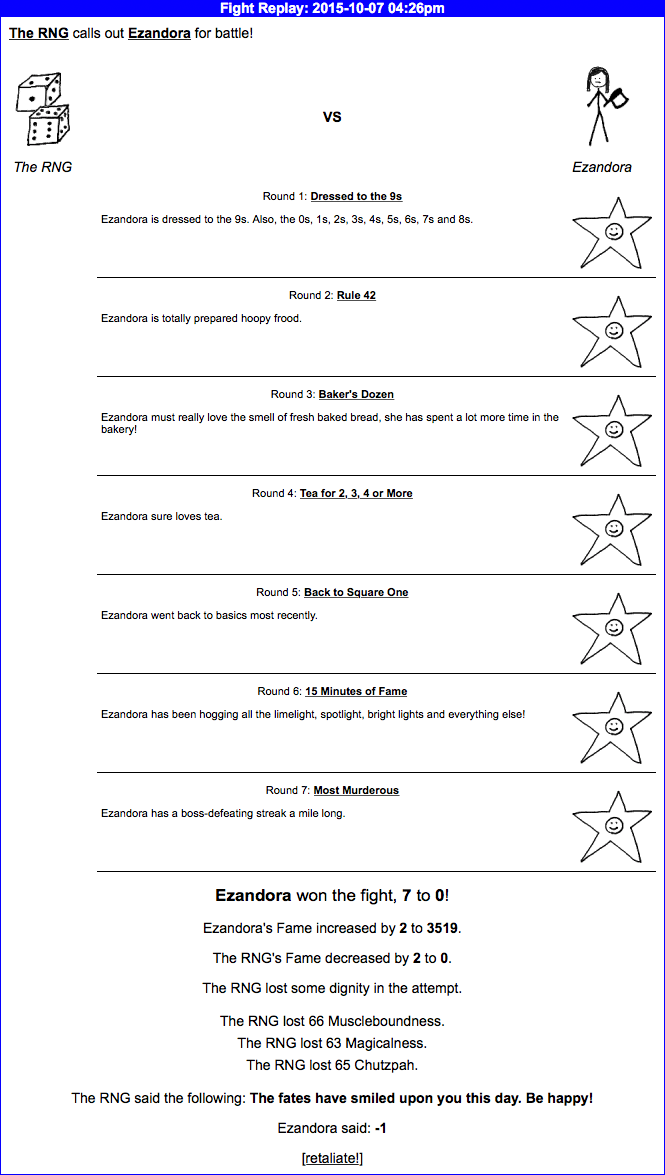 Fight Replay: 2015-10-07 04:26pm
The RNG calls out Ezandora for battle!
VS
The RNG
Ezandora
Round 1: Dressed to the 9s
Ezandora is dressed to the 9s. Also, the 0s, 1s, 2s, 3s, 4s, 5s, 6s, 7s and 8s.
Round 2: Rule 42
Ezandora is totally prepared hoopy frood.
Round 3: Baker's Dozen
Ezandora must really love the smell of fresh baked bread, she has spent a lot more time in the
bakery!
Round 4: Tea for 2, 3, 4 or More
Ezandora sure loves tea.
Round 5: Back to Square One
Ezandora went back to basics most recently.
Round 6: 15 Minutes of Fame
Ezandora has been hogging all the limelight, spotlight, bright lights and everything else!
Round 7: Most Murderous
Ezandora has a boss-defeating streak a mile long.
Ezandora won the fight, 7 to 0!
Ezandora's Fame increased by 2 to 3519.
The RNG's Fame decreased by 2 to 0.
The RNG lost some dignity in the attempt.
The RNG lost 66 Muscleboundness.
The RNG lost 63 Magicalness.
The RNG lost 65 Chutzpah.
The RNG said the following: The fates have smiled upon you this day. Be happy!
Ezandora said: -1
[retaliate!]